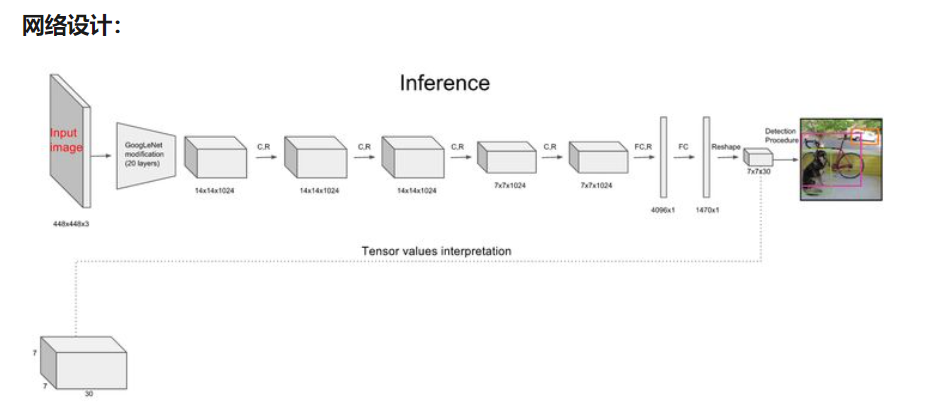 网络设计：
Inference
Input
image
GoogLeNet
modification
(20 layers)
C,R
C,R
C,R
C,R
FC,R
FC
Reshape
Detection
Procedure
448x448x3
14x14x1024
14x14x1024
14x14x1024
7x7x1024
7x7x1024
4096x1
1470x1
7x7x30
Tensor values interpretation
7
7
30